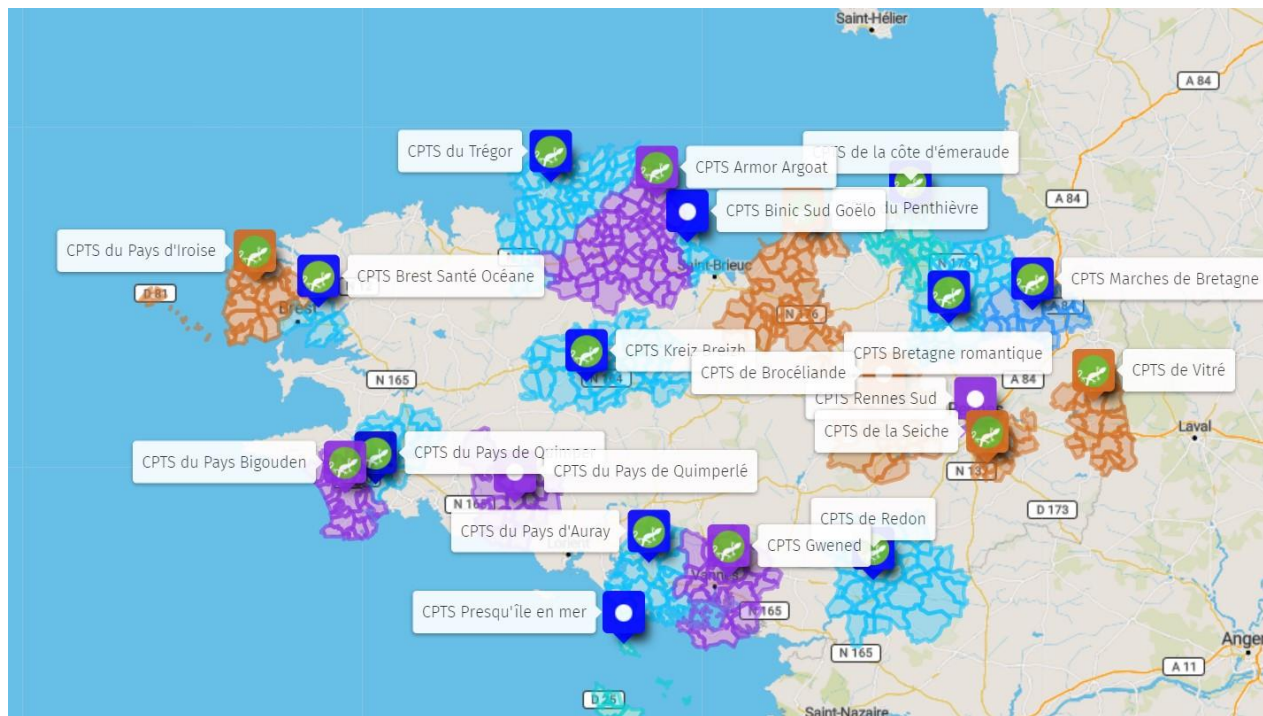 Saint-Hélier
A 84
CPTS du Trégor
CPTS Armor Argoat
S de la côte d'émeraude
A 84
CPTS Binic Sud Goëlo
du Penthièvre
CPTS du Pays d'Iroise
Saint-Brieuc
CPTS Brest Santé Océane
CPTS Marches de Bretagne
D 81
Brest
N 176
CPTS Kreiz Breizh
CPTS Bretagne romantique
N 165
N 164
CPTS de Brocéliande
A 84
CPTS de Vitré
CPTS Rennes Sud
CPTS de la Seiche
Laval
CPTS du Pays Bigouden
CPTS du Pays de Quimper
CPTS du Pays de Quimperlé
D 173
CPTS de Redon
CPTS du Pays d'Auray
CPTS Gwened
Lorient
Vannes
CPTS Presqu'île en mer
N 165
N 165
A 11
Anger
Saint-Nazaire